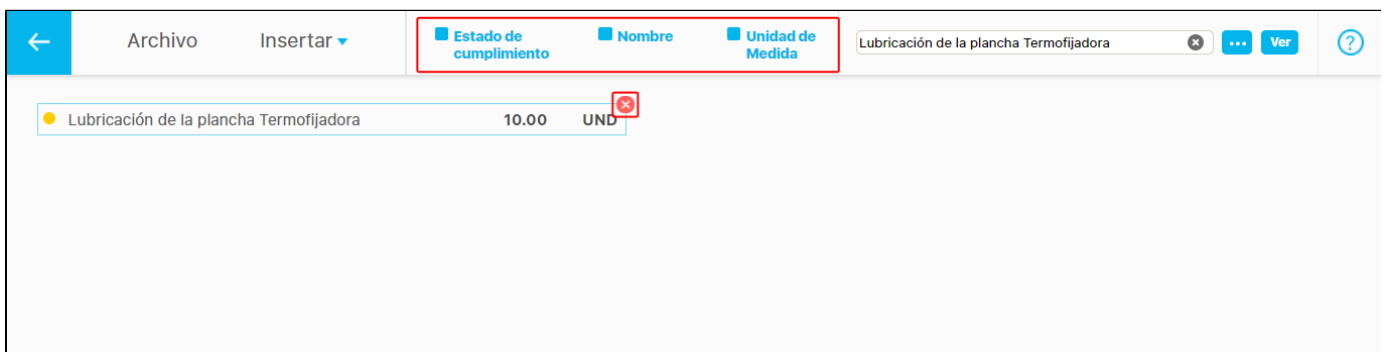 Archivo
Insertar
Estado de
cumplimiento
Nombre
Unidad de
Medida
Lubricación de la plancha Termofijadora
Ver
?
Lubricación de la plancha Termofijadora 10.00 UND